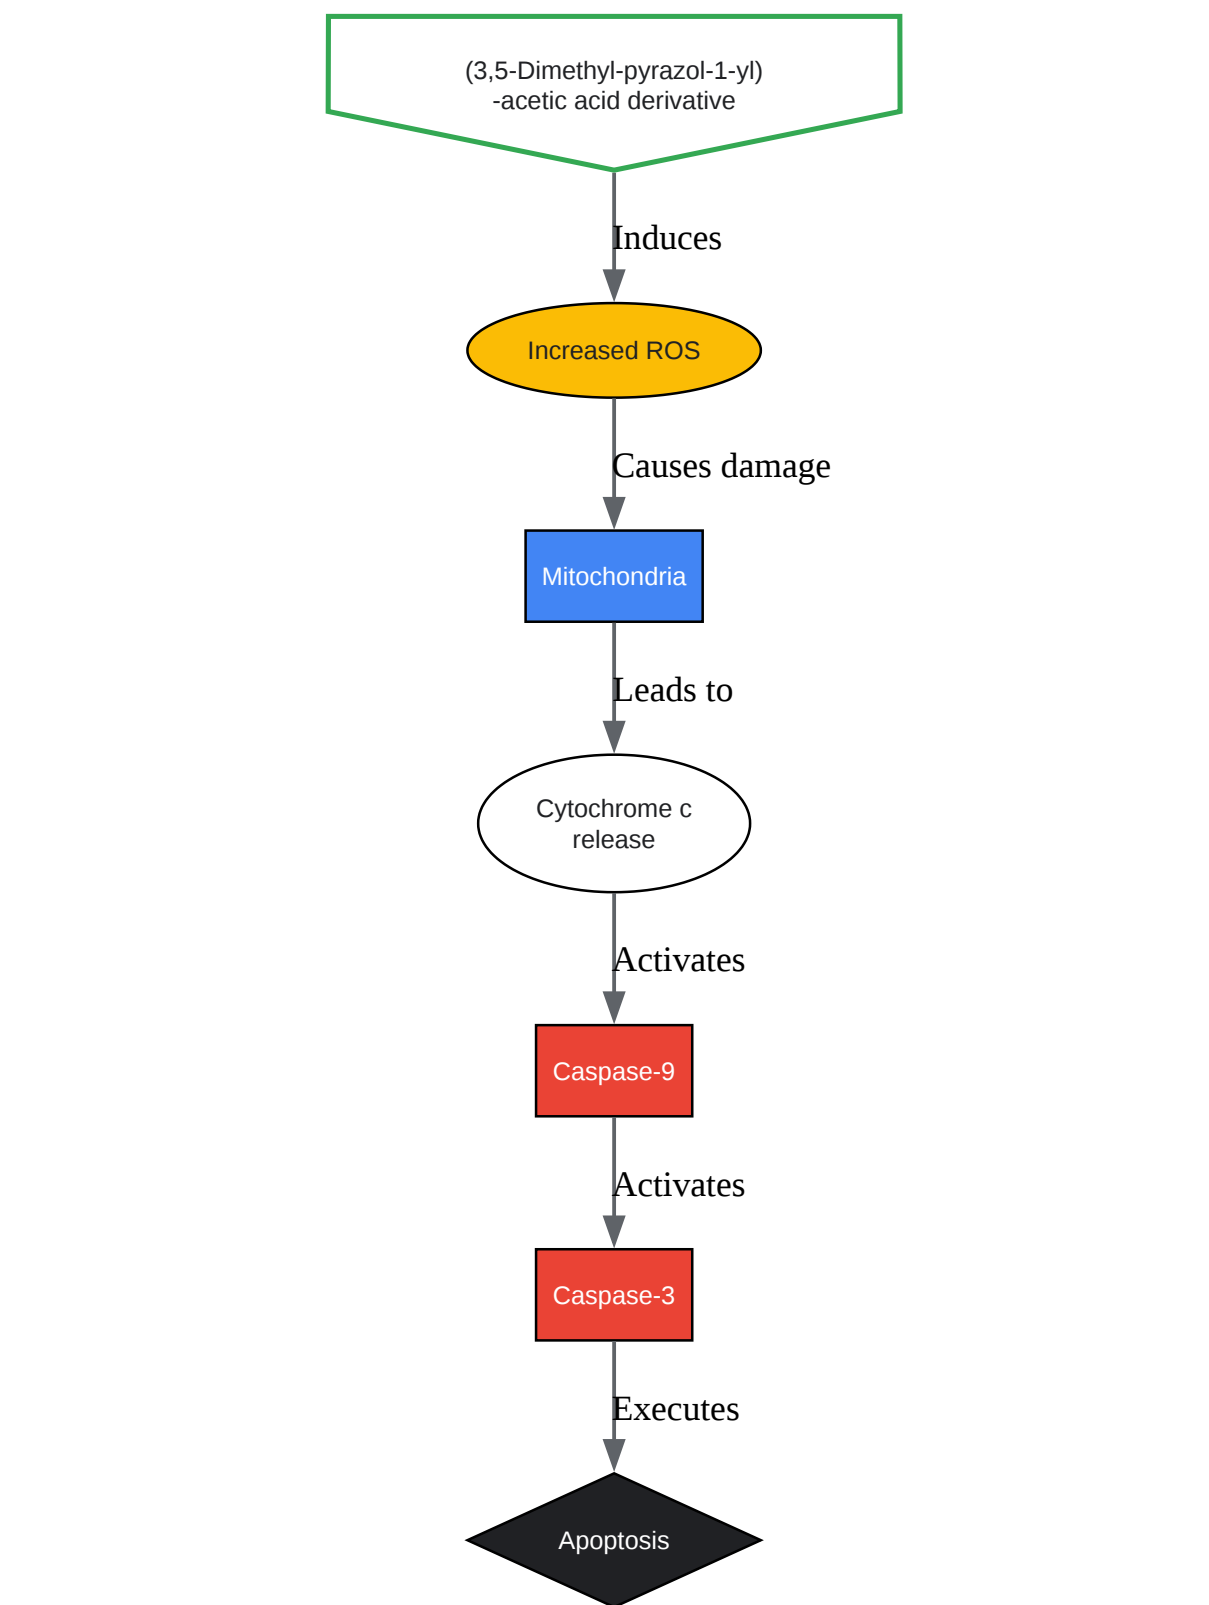 (3,5-Dimethyl-pyrazol-1-yl)
-acetic acid derivative
Induces
Increased ROS
Causes damage
Mitochondria
Leads to
Cytochrome c
release
Activates
Caspase-9
Activates
Caspase-3
Executes
Apoptosis